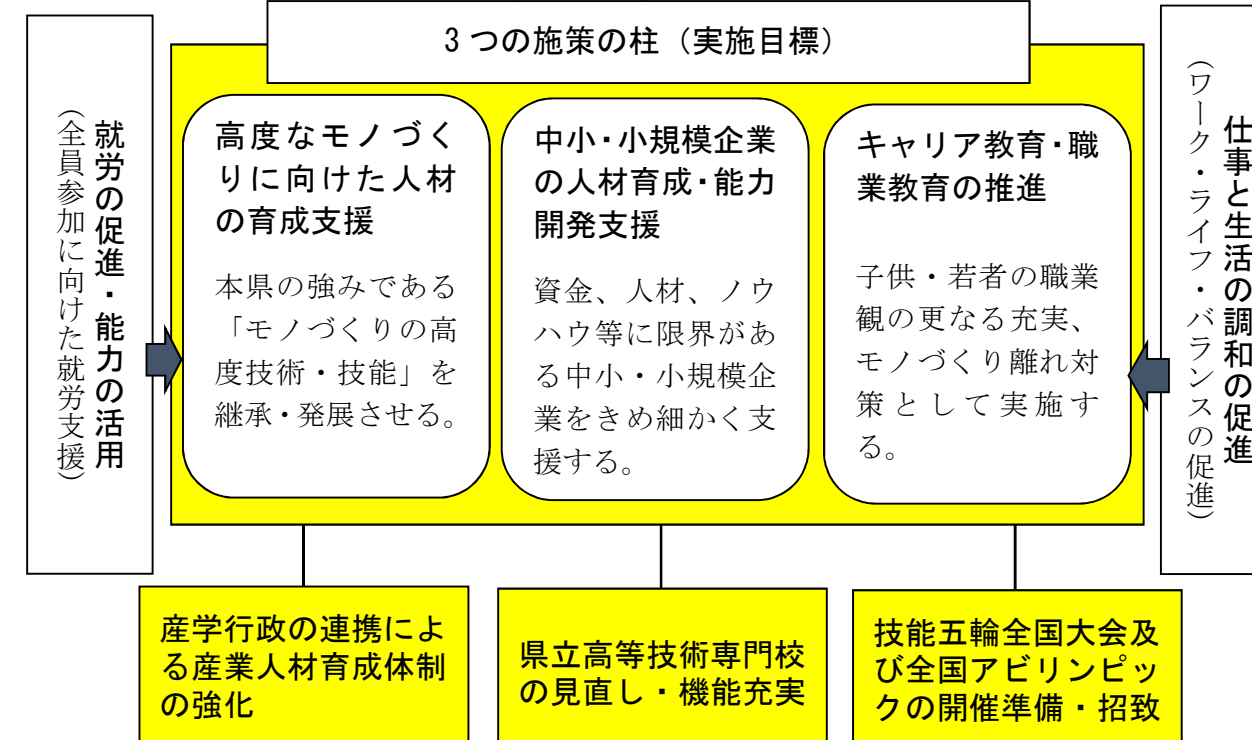 3つの施策の柱（実施目標）
就労の促進・能力の活用
（全員参加に向けた就労支援）
高度なモノづく
りに向けた人材
の育成支援
本県の強みである
「モノづくりの高
度技術・技能」を
継承・発展させる。
中小・小規模企業
の人材育成・能力
開発支援
資金、人材、ノウ
ハウ等に限界があ
る中小・小規模企
業をきめ細かく支
援する。
キャリア教育・職
業教育の推進
子供・若者の職業
観の更なる充実、
モノづくり離れ対
策として実施す
る。
仕事と生活の調和の促進
（ワーク・ライフ・バランスの促進）
産学行政の連携によ
る産業人材育成体制
の強化
県立高等技術専門校
の見直し・機能充実
技能五輪全国大会及
び全国アビリンピッ
クの開催準備・招致